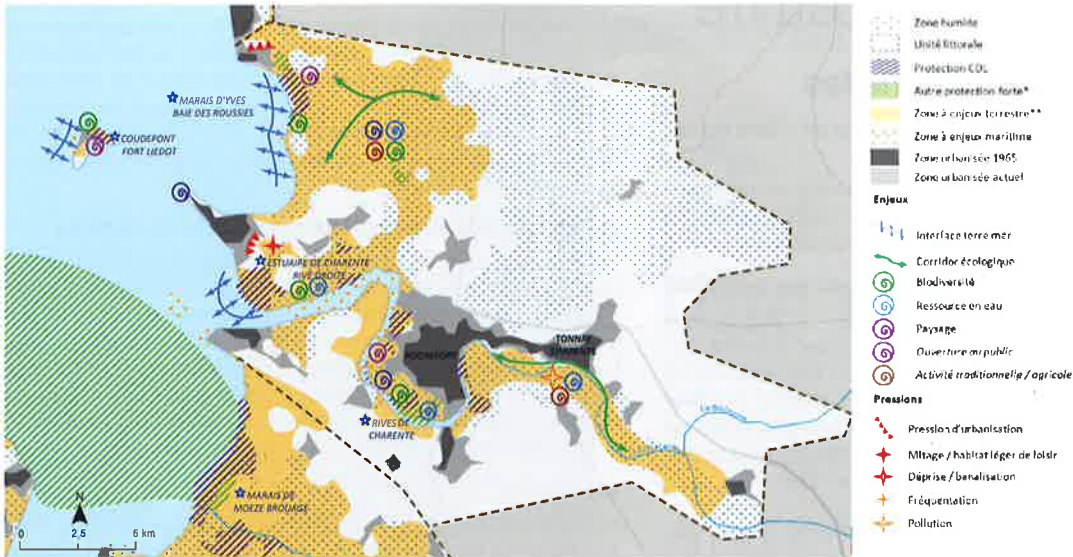 MARAIS D'YVES
BAIE DES ROUSSIES
COUDEPONT
FORT LIEDOT
ESTUAIRE DE CHARENTE
RIVE DROITE
ROCHEFORT
TONNAY
CHARENTE
RIVES DE
CHARENTE
MARAIS DE
MOEZE BROUAGE
N
0 2,5 6 km
Zone humide
Unité littorale
Protection CDL
Autre protection forte*
Zone à enjeux terrestre**
Zone à enjeux maritime
Zone urbanisée 1965
Zone urbanisée actuel
Enjeux
Interface terre mer
Corridor écologique
Biodiversité
Ressource en eau
Paysage
Ouverture au public
Activité traditionnelle / agricole
Pressions
Pression d'urbanisation
Mitage / habitat léger de loisir
Déprise / banalisation
Fréquentation
Pollution